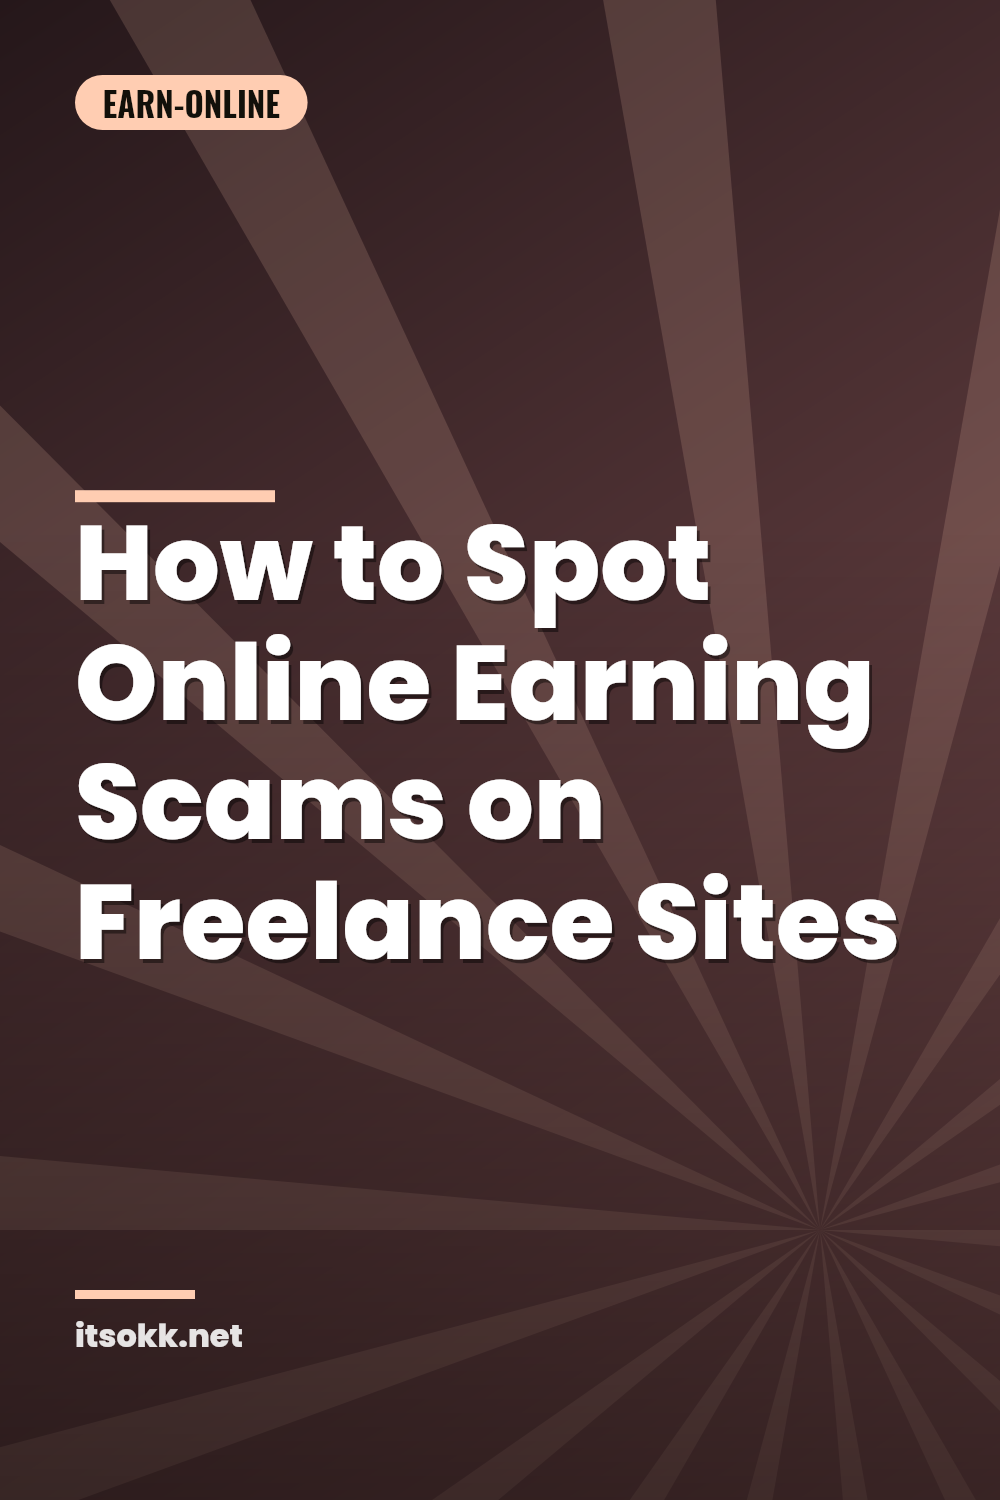 EARN-ONLINE
How to Spot
Online Earning
Scams on
Freelance Sites
itsokk.net